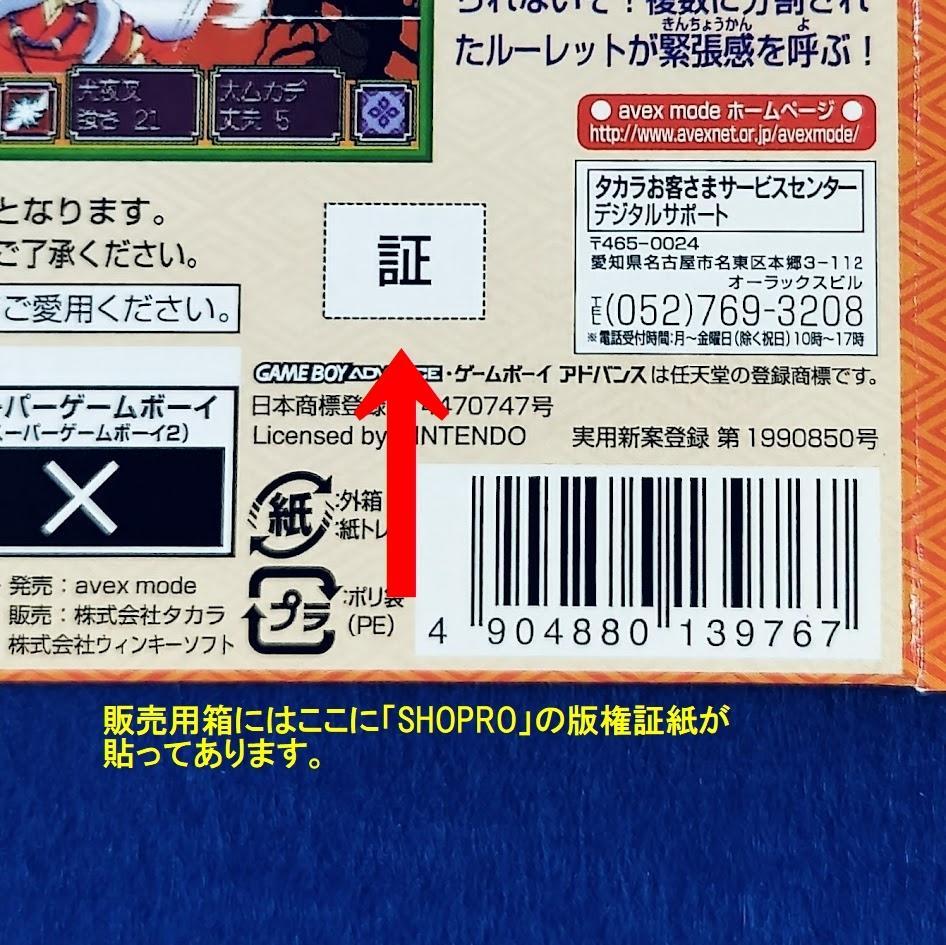 られないぞ!複数に分割され
きんちょうかん よ
たルーレットが緊張感を呼ぶ!
犬夜叉
強さ 21
大ムカデ
丈夫 5
● avex mode ホームページ ●
http://www.avexnet.or.jp/avexmode/
タカラお客さまサービスセンター
デジタルサポート
〒465-0024
愛知県名古屋市名東区本郷3-112
オーラックスビル
TEL(052)769-3208
※電話受付時間:月〜金曜日(除く祝日)10時〜17時
となります。
ご了承ください。
ご愛用ください。
証
GAME BOY ADVANCE・ゲームボーイ アドバンスは任天堂の登録商標です。
日本商標登録 4470747号
Licensed by NINTENDO 実用新案登録 第1990850号
ーパーゲームボーイ
スーパーゲームボーイ2)
紙 :外箱
:紙トレ
プラ :ポリ袋
(PE)
発売:avex mode
販売:株式会社タカラ
株式会社ウィンキーソフト
4 904880 139767
販売用箱にはここに「SHOPRO」の版権証紙が
貼ってあります。